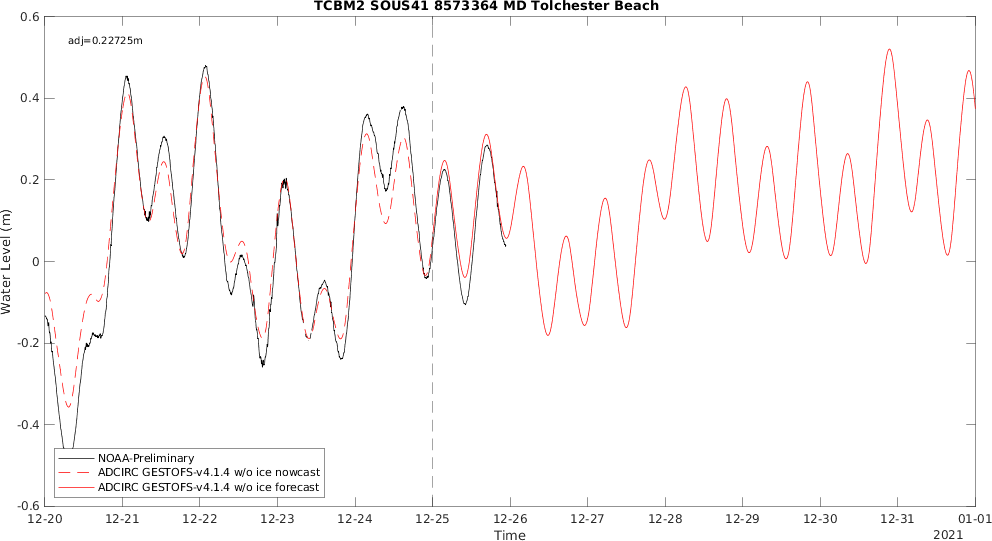 TCBM2 SOUS41 8573364 MD Tolchester Beach
adj=0.22725m
0.6
0.4
0.2
0
-0.2
-0.4
-0.6
Water Level (m)
NOAA-Preliminary
ADCIRC GESTOFS-v4.1.4 w/o ice nowcast
ADCIRC GESTOFS-v4.1.4 w/o ice forecast
12-20 12-21 12-22 12-23 12-24 12-25 12-26 12-27 12-28 12-29 12-30 12-31 01-01
Time
2021